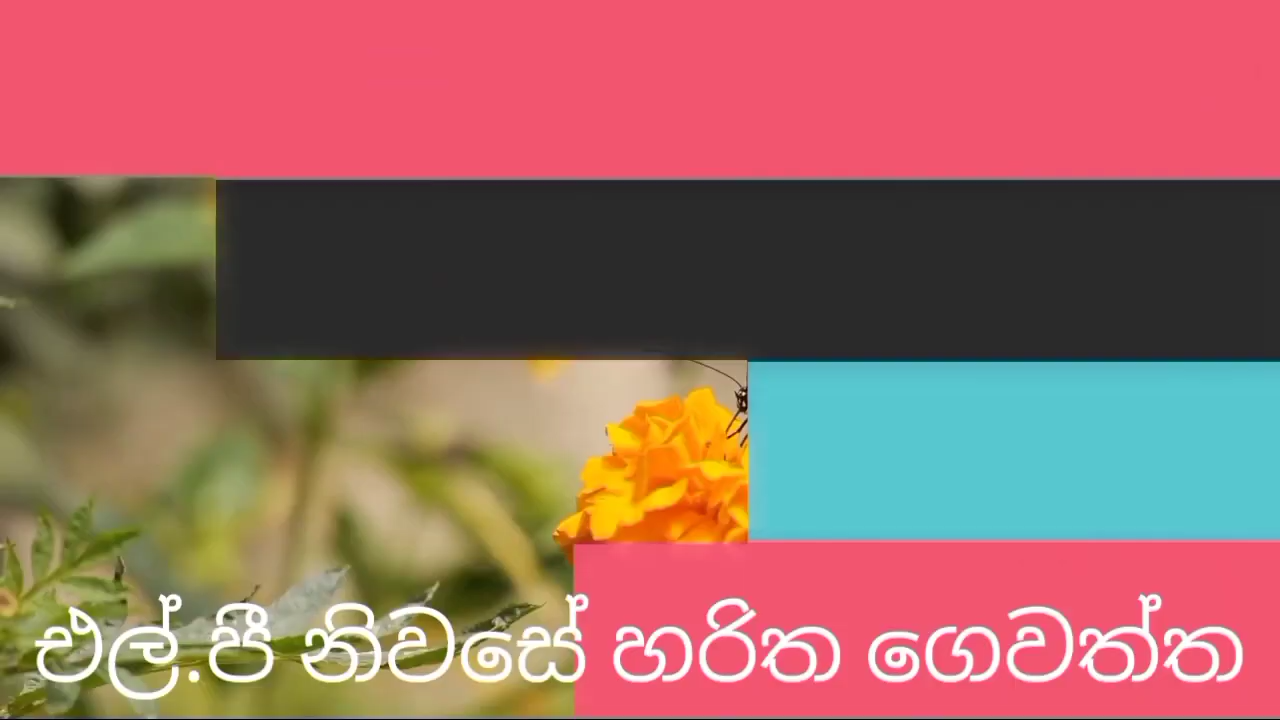 එල්.පී නිවසේ හරිත ගෙවත්ත